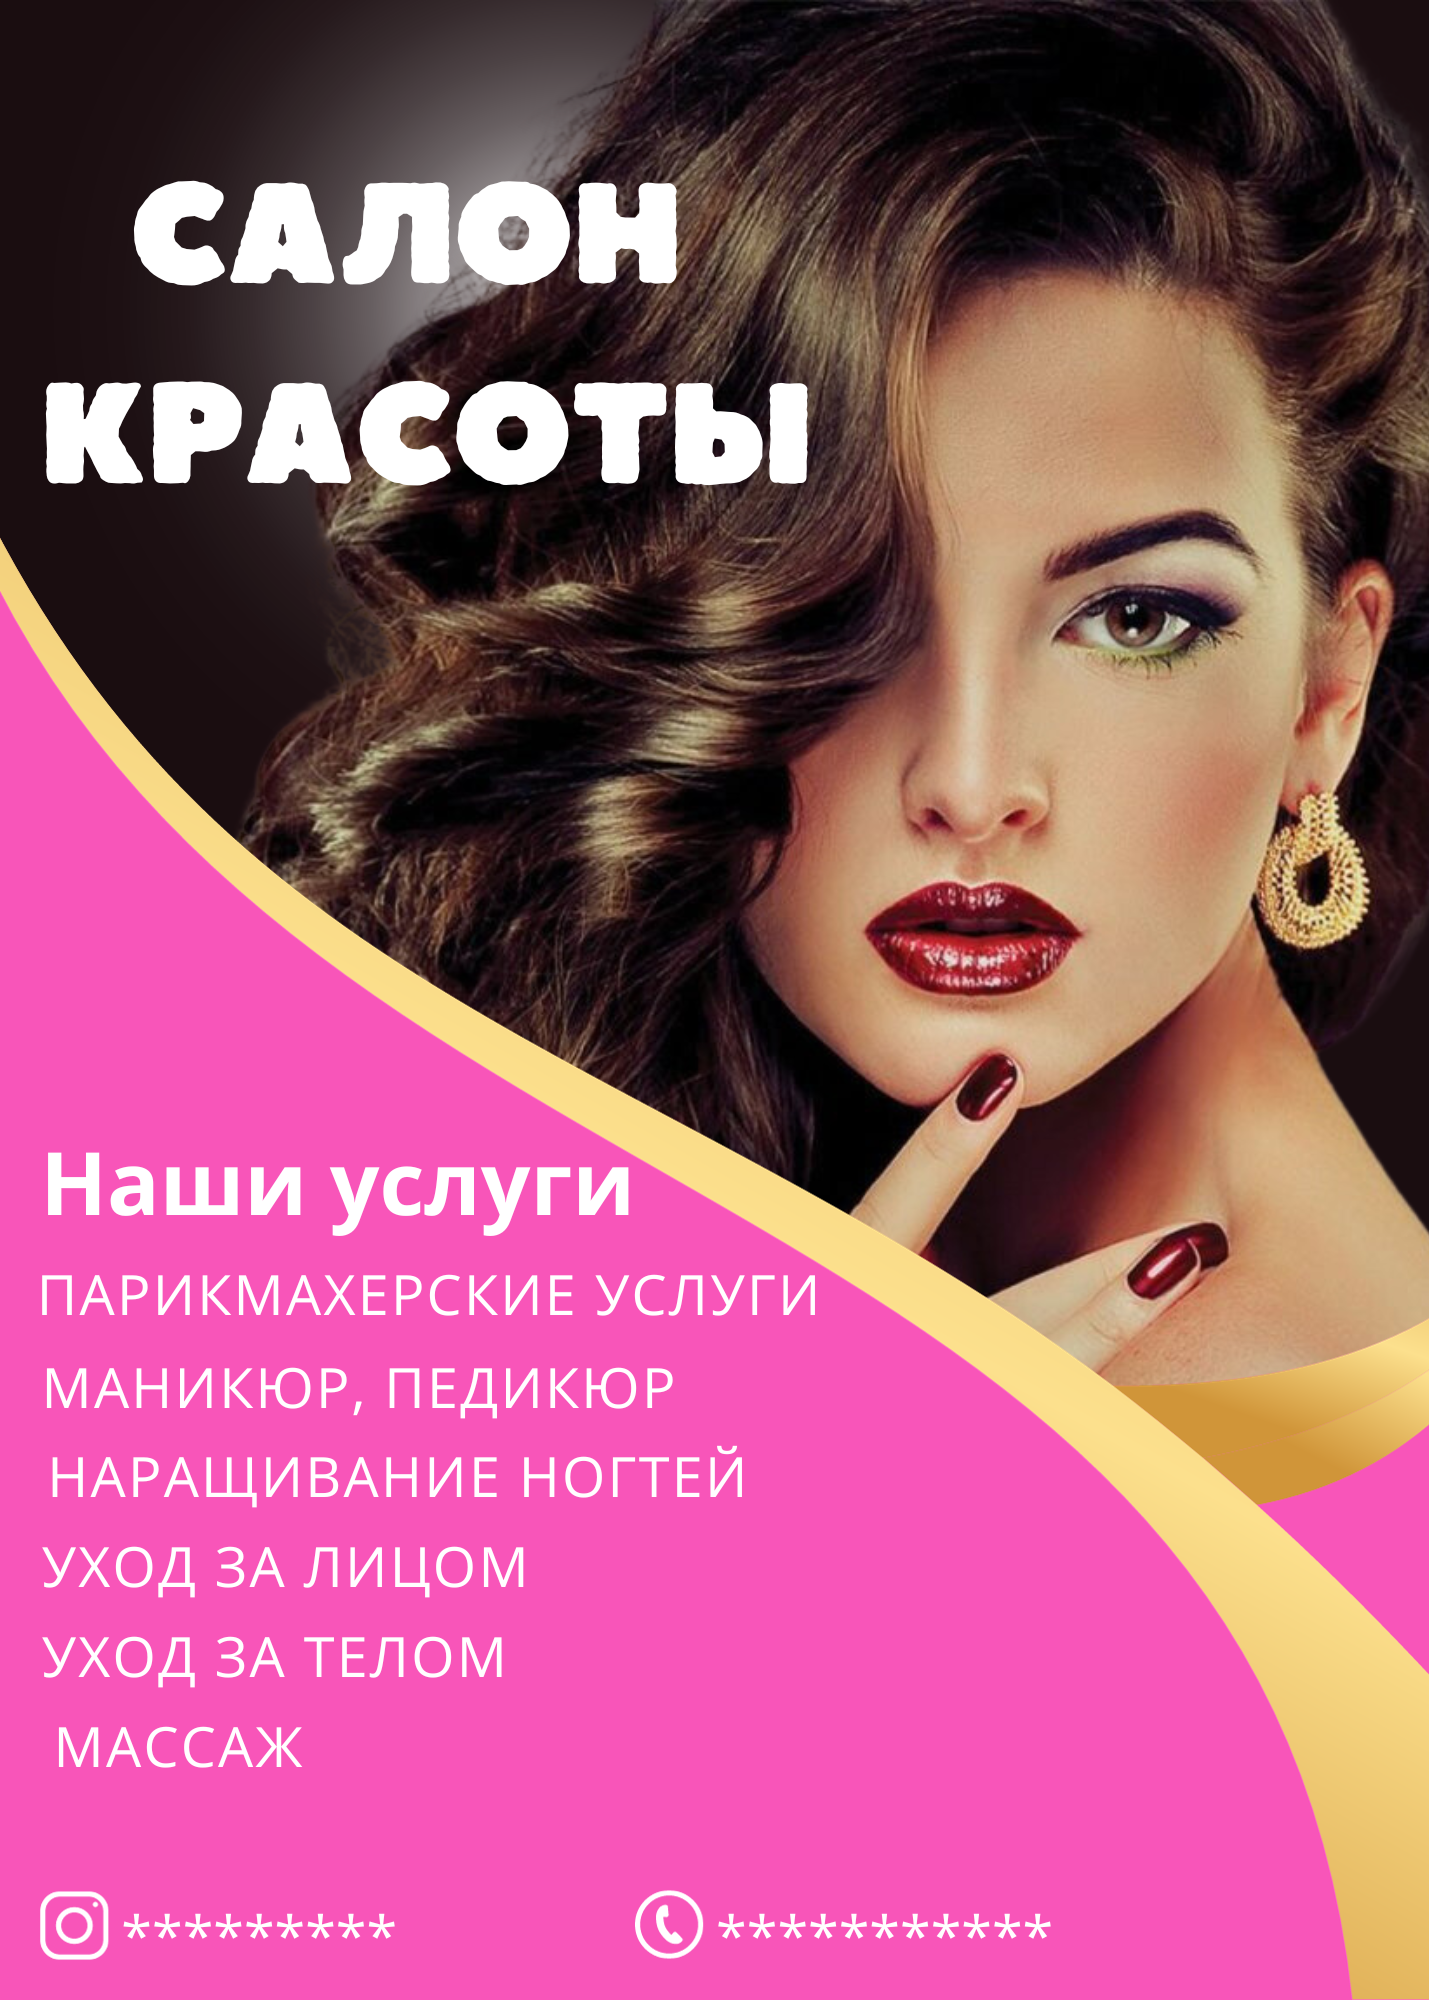 САЛОН
КРАСОТЫ
Наши услуги
ПАРИКМАХЕРСКИЕ УСЛУГИ
МАНИКЮР, ПЕДИКЮР
НАРАЩИВАНИЕ НОГТЕЙ
УХОД ЗА ЛИЦОМ
УХОД ЗА ТЕЛОМ
МАССАЖ
********* ***********